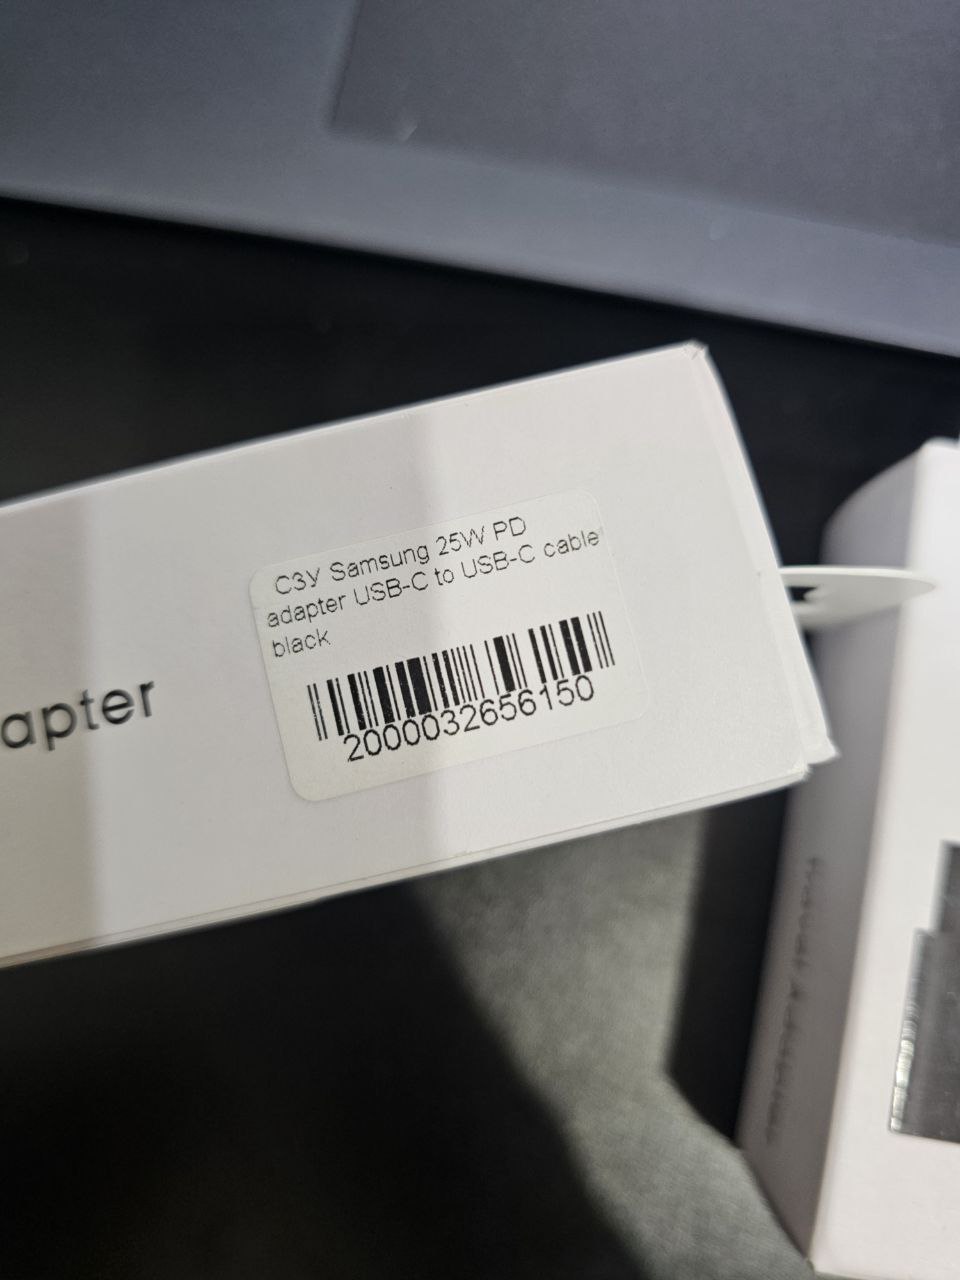 СЗУ Samsung 25W PD
adapter USB-C to USB-C cable
black
2000032656150
apter